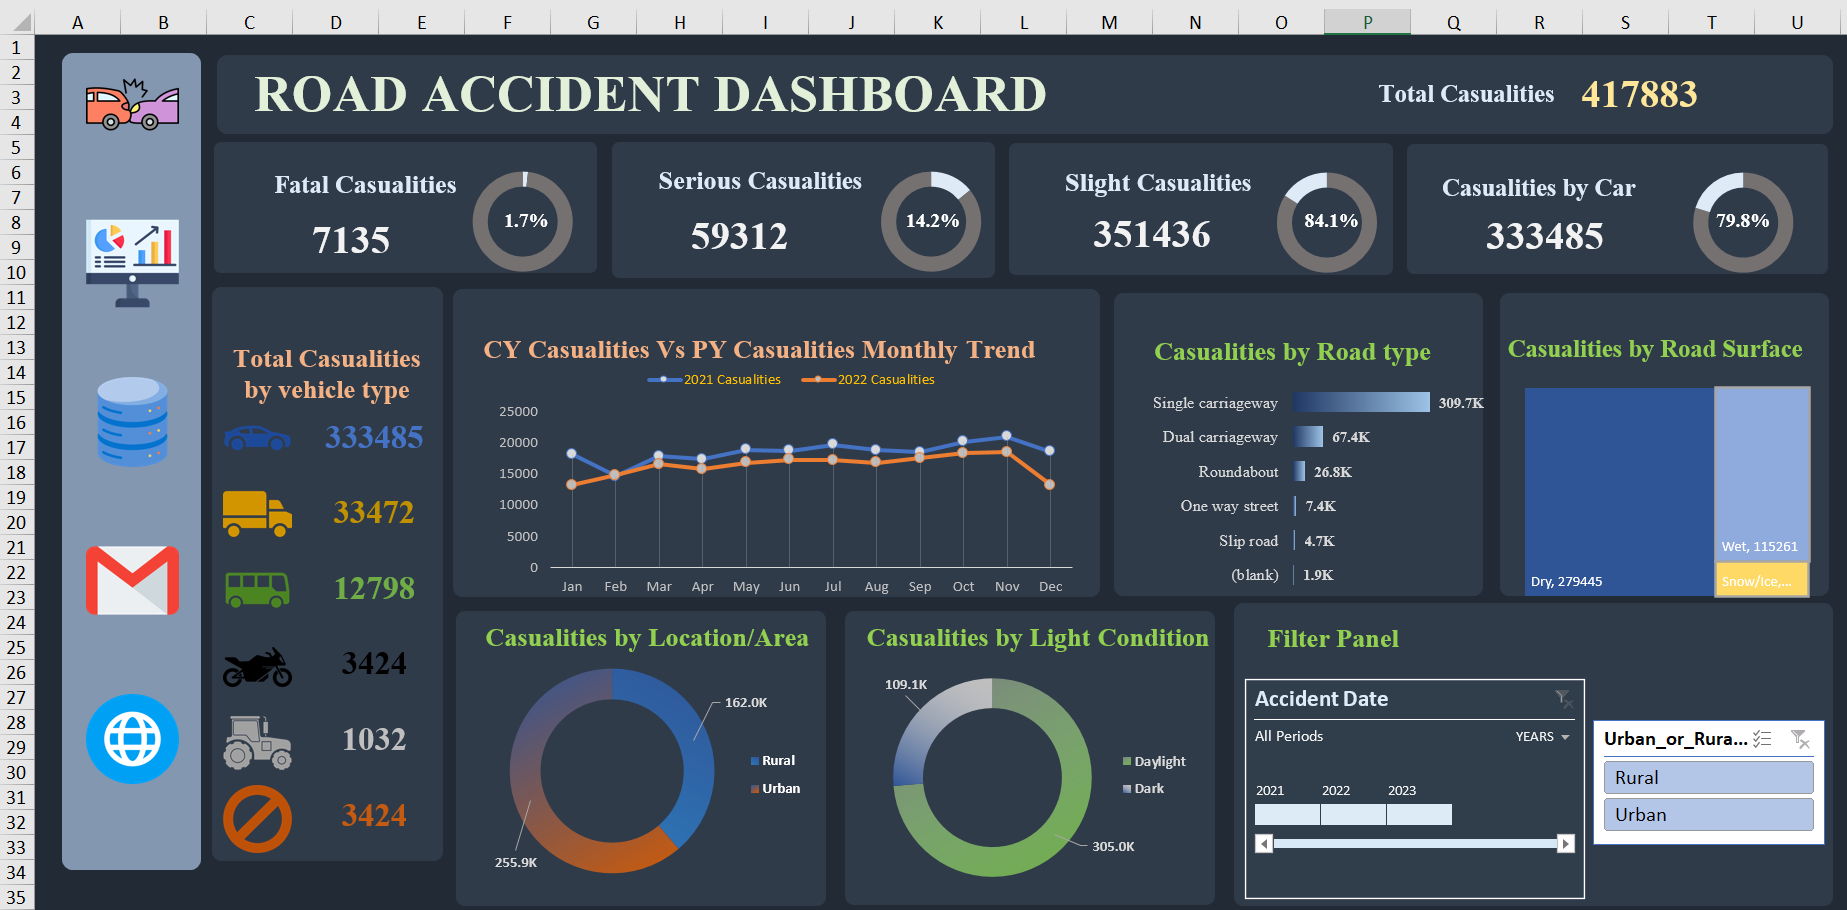 A B C D E F G H I J K L M N O P Q R S T U
1
2
3
4
5
6
7
8
9
10
11
12
13
14
15
16
17
18
19
20
21
22
23
24
25
26
27
28
29
30
31
32
33
34
35
ROAD ACCIDENT DASHBOARD
Total Casualities 417883
Fatal Casualities
7135
1.7%
Serious Casualities
59312
14.2%
Slight Casualities
351436
84.1%
Casualities by Car
333485
79.8%
Total Casualities
by vehicle type
333485
33472
12798
3424
1032
3424
CY Casualities Vs PY Casualities Monthly Trend
2021 Casualities 2022 Casualities
25000
20000
15000
10000
5000
0
Jan Feb Mar Apr May Jun Jul Aug Sep Oct Nov Dec
Casualities by Road type
Single carriageway 309.7K
Dual carriageway 67.4K
Roundabout 26.8K
One way street 7.4K
Slip road 4.7K
(blank) 1.9K
Casualities by Road Surface
Wet, 115261
Dry, 279445
Snow/Ice,...
Casualities by Location/Area
162.0K
Rural
Urban
255.9K
Casualities by Light Condition
109.1K
Daylight
Dark
305.0K
Filter Panel
Accident Date
All Periods YEARS
2021 2022 2023
Urban_or_Rura...
Rural
Urban